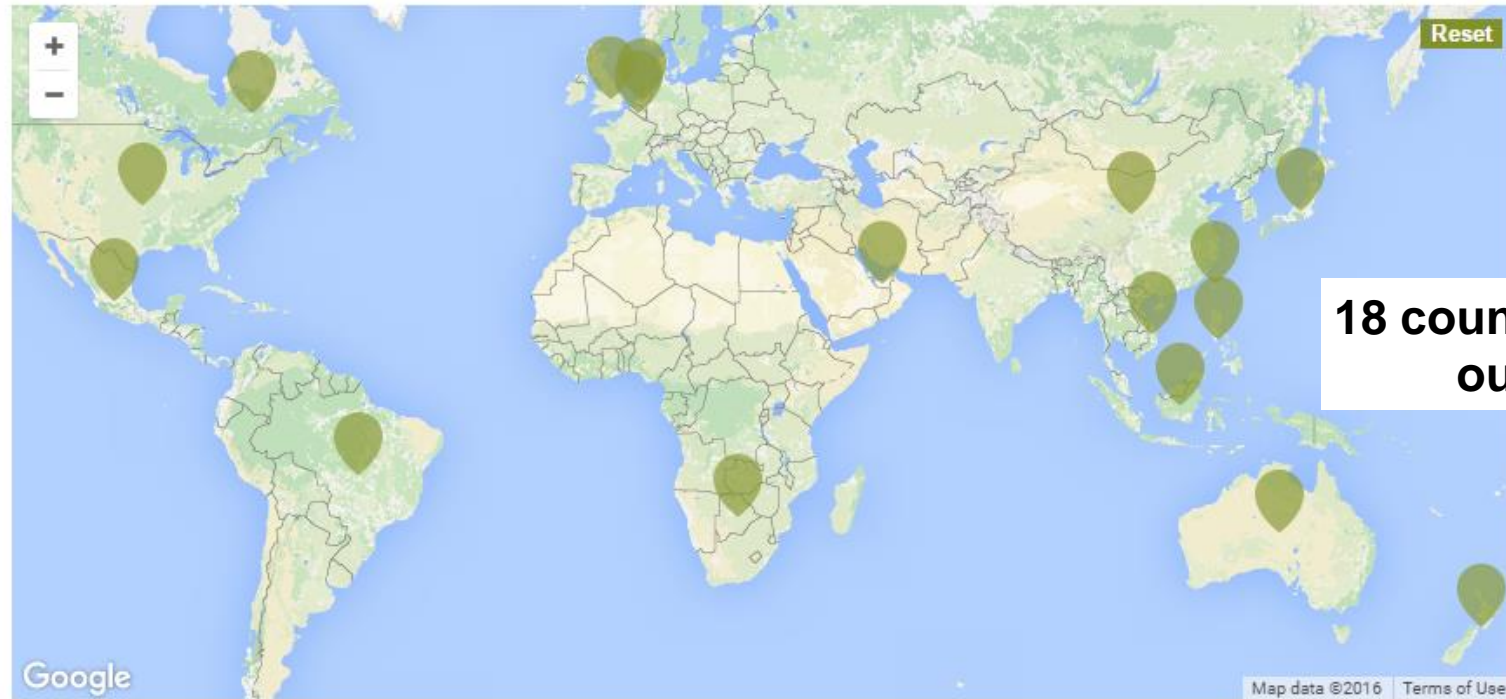 +
Reset
−
18 coun
ou
Google
Map data ©2016 Terms of Use